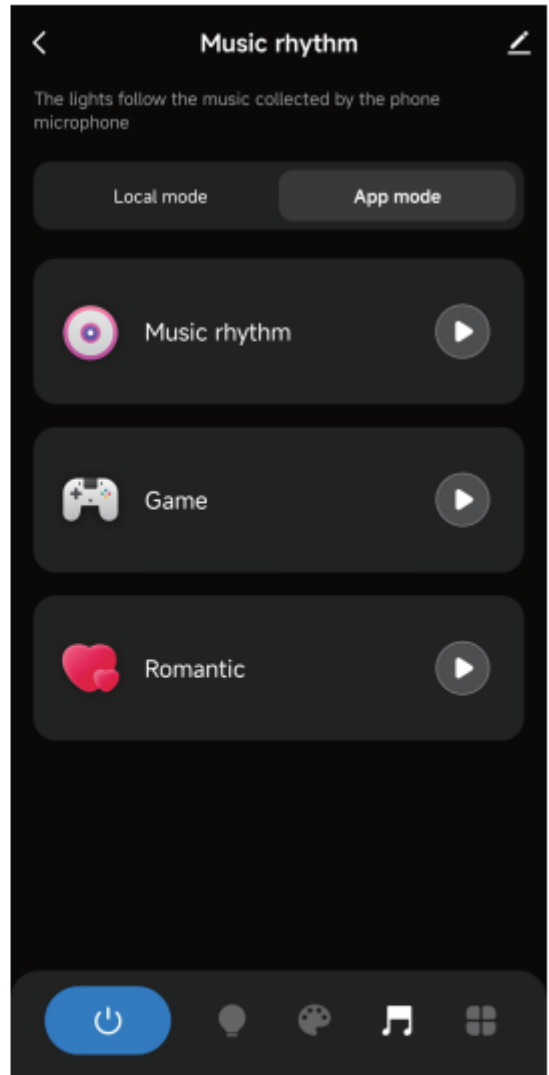 Music rhythm
The lights follow the music collected by the phone
microphone
Local mode
App mode
Music rhythm
Game
Romantic